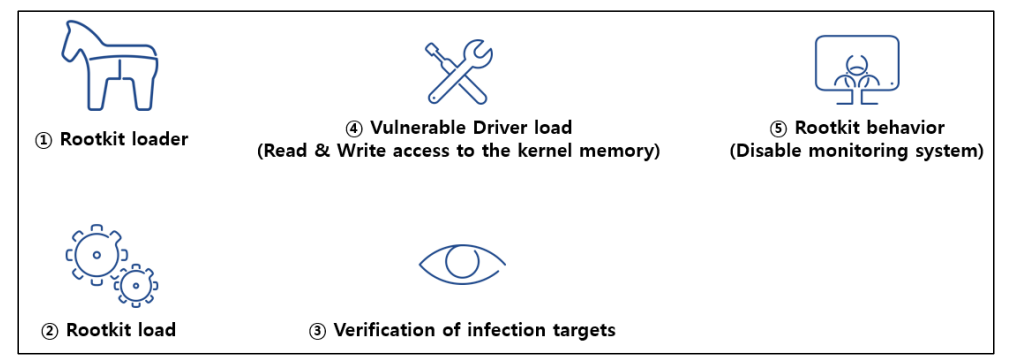 ① Rootkit loader
④ Vulnerable Driver load
(Read & Write access to the kernel memory)
⑤ Rootkit behavior
(Disable monitoring system)
② Rootkit load
③ Verification of infection targets